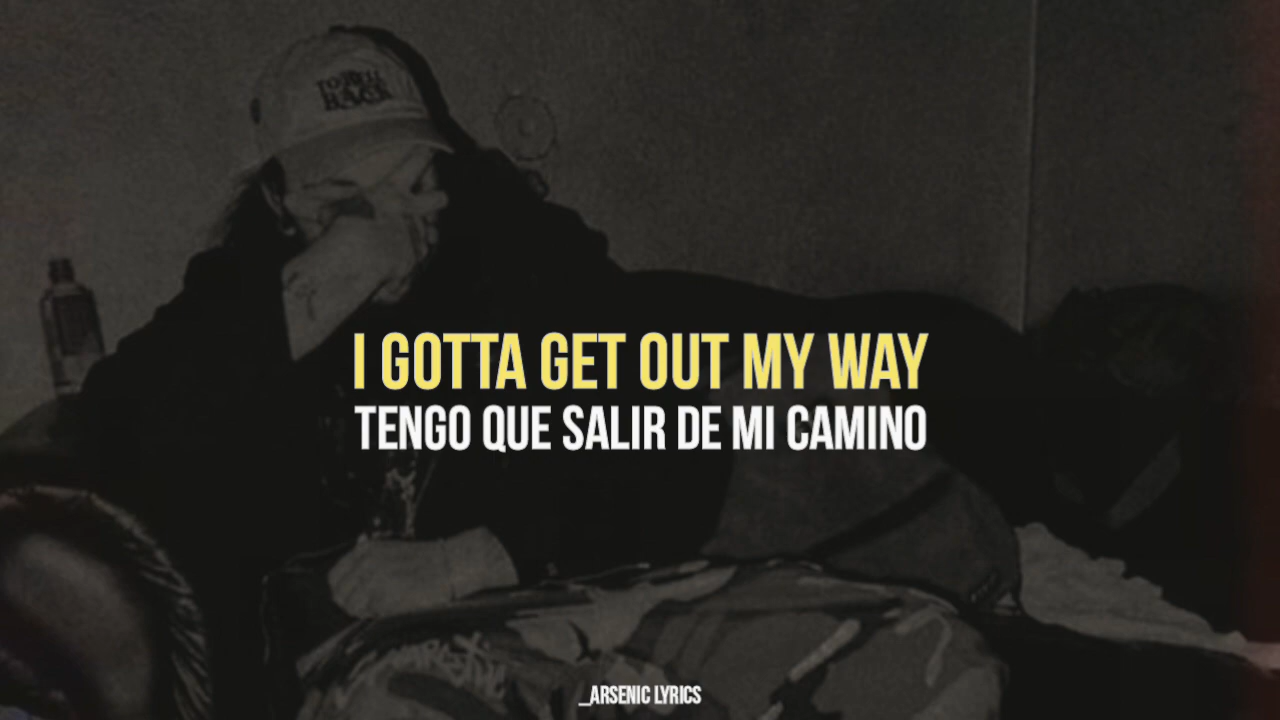 I GOTTA GET OUT MY WAY
TENGO QUE SALIR DE MI CAMINO
_ARSENIC LYRICS